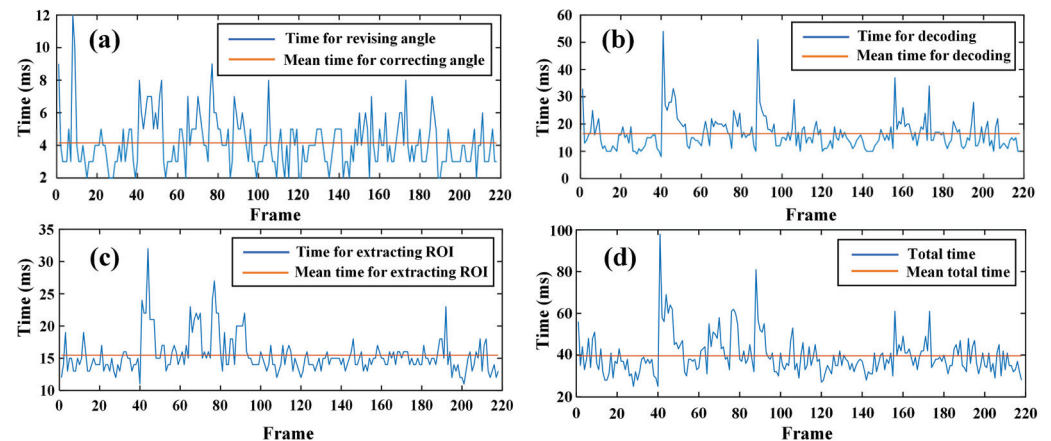 (a)
Time for revising angle
Mean time for correcting angle
12
10
8
6
4
2
Time (ms)
0 20 40 60 80 100 120 140 160 180 200 220
Frame
(b)
Time for decoding
Mean time for decoding
60
50
40
30
20
10
0
Time (ms)
0 20 40 60 80 100 120 140 160 180 200 220
Frame
(c)
Time for extracting ROI
Mean time for extracting ROI
35
30
25
20
15
10
Time (ms)
0 20 40 60 80 100 120 140 160 180 200 220
Frame
(d)
Total time
Mean total time
100
80
60
40
20
Time (ms)
0 20 40 60 80 100 120 140 160 180 200 220
Frame